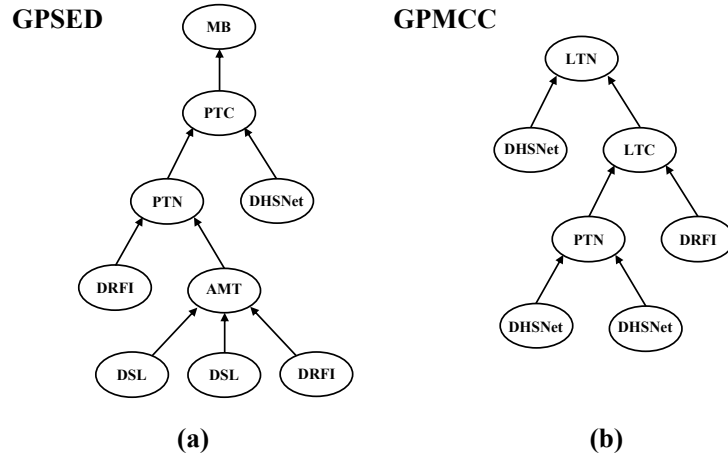 GPSED
MB
PTC
PTN
DHSNet
DRFI
AMT
DSL
DSL
DRFI
(a)
GPMCC
LTN
DHSNet
LTC
PTN
DRFI
DHSNet
DHSNet
(b)